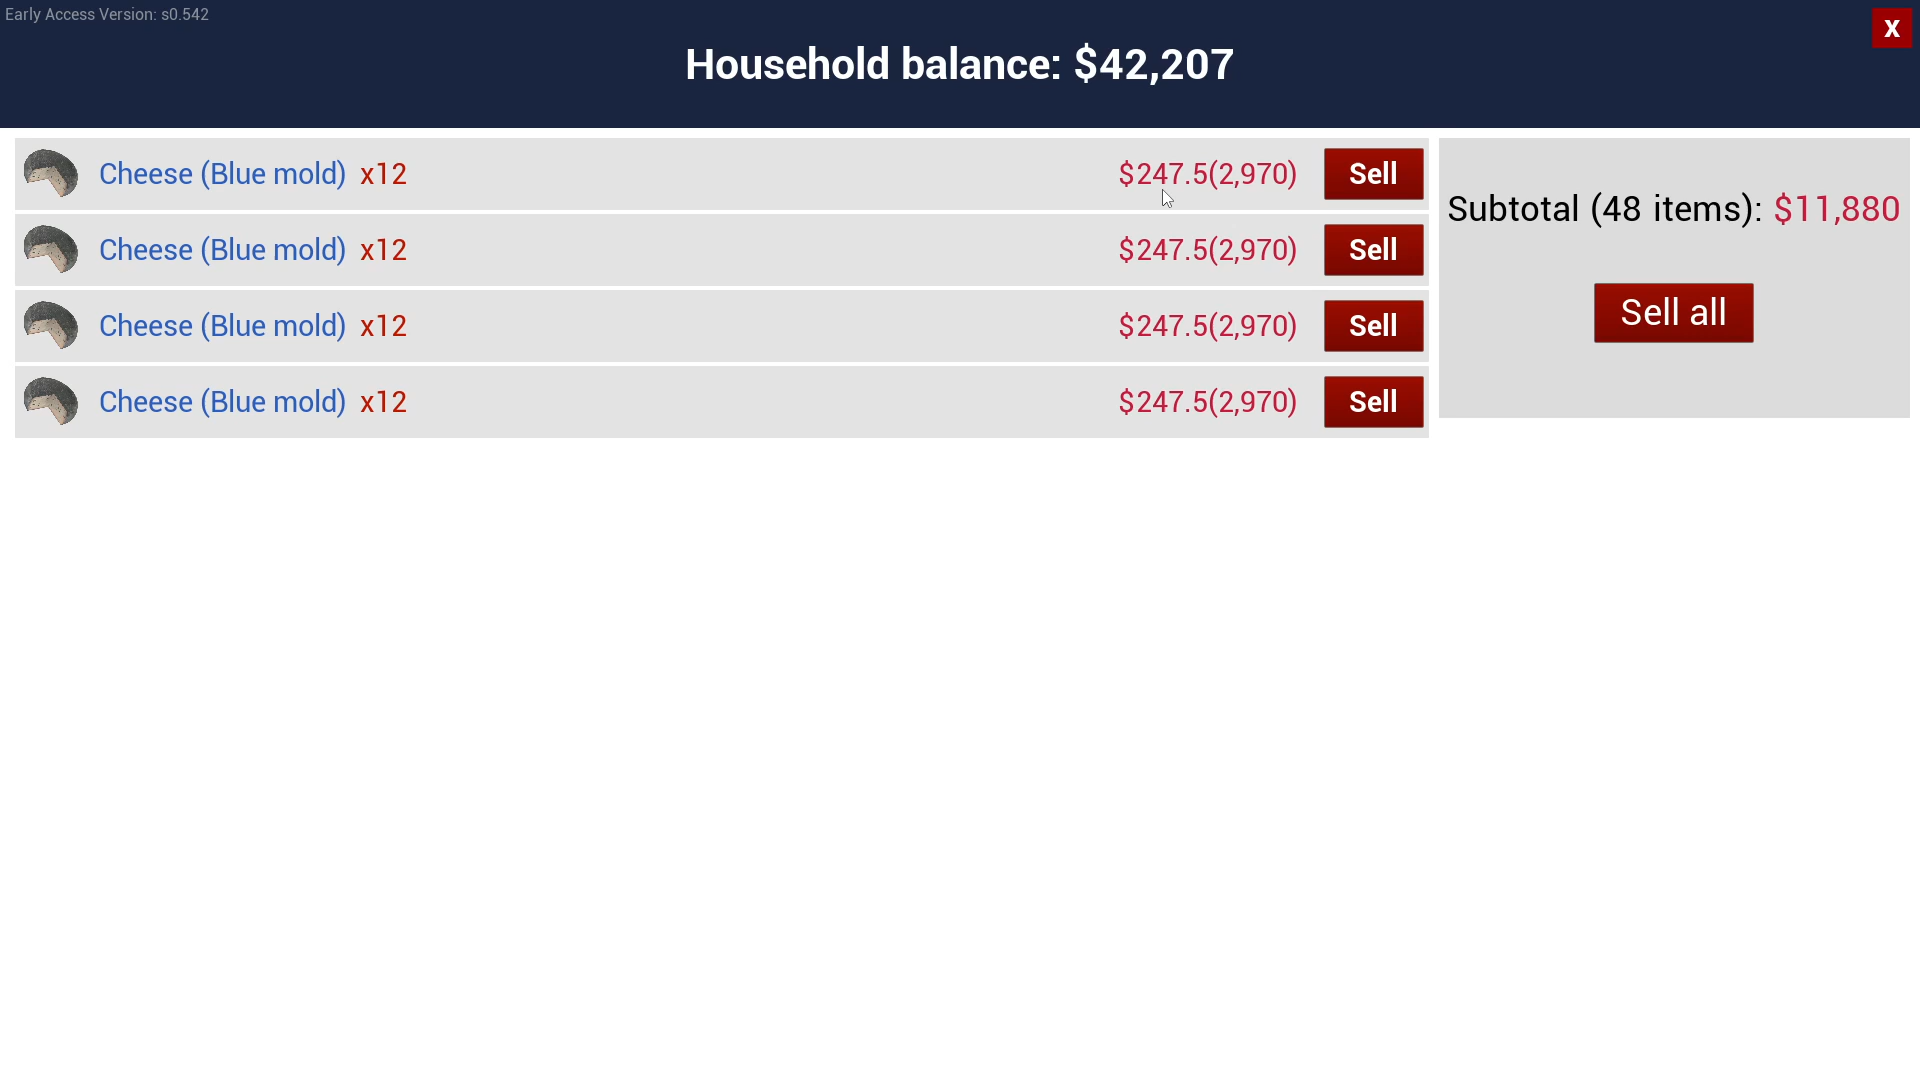 Early Access Version: s0.542
X
Household balance: $42,207
Cheese (Blue mold) x12 $247.5(2,970) Sell
Cheese (Blue mold) x12 $247.5(2,970) Sell
Cheese (Blue mold) x12 $247.5(2,970) Sell
Cheese (Blue mold) x12 $247.5(2,970) Sell
Subtotal (48 items): $11,880
Sell all